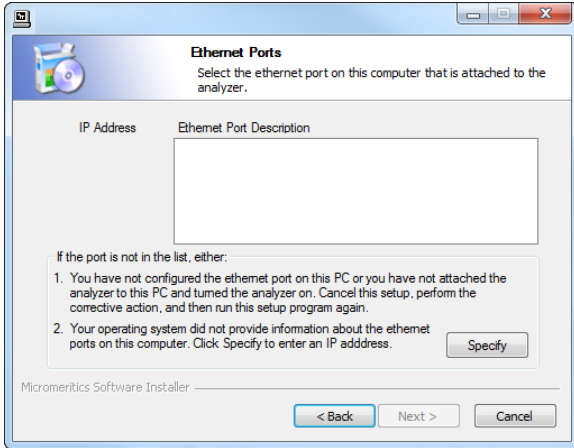 Ethernet Ports
Select the ethernet port on this computer that is attached to the
analyzer.
IP Address Ethernet Port Description
If the port is not in the list, either:
1. You have not configured the ethernet port on this PC or you have not attached the
analyzer to this PC and turned the analyzer on. Cancel this setup, perform the
corrective action, and then run this setup program again.
2. Your operating system did not provide information about the ethernet
ports on this computer. Click Specify to enter an IP adddress.
Specify
Micromeritics Software Installer
< Back Next > Cancel